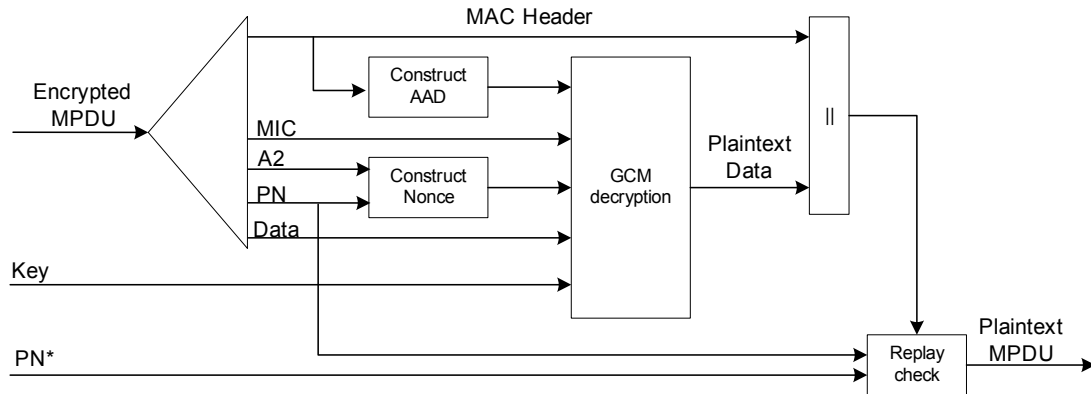 MAC Header
Construct
AAD
Encrypted
MPDU
MIC
A2
PN
Data
Construct
Nonce
GCM
decryption
Plaintext
Data
||
Key
PN*
Replay
check
Plaintext
MPDU